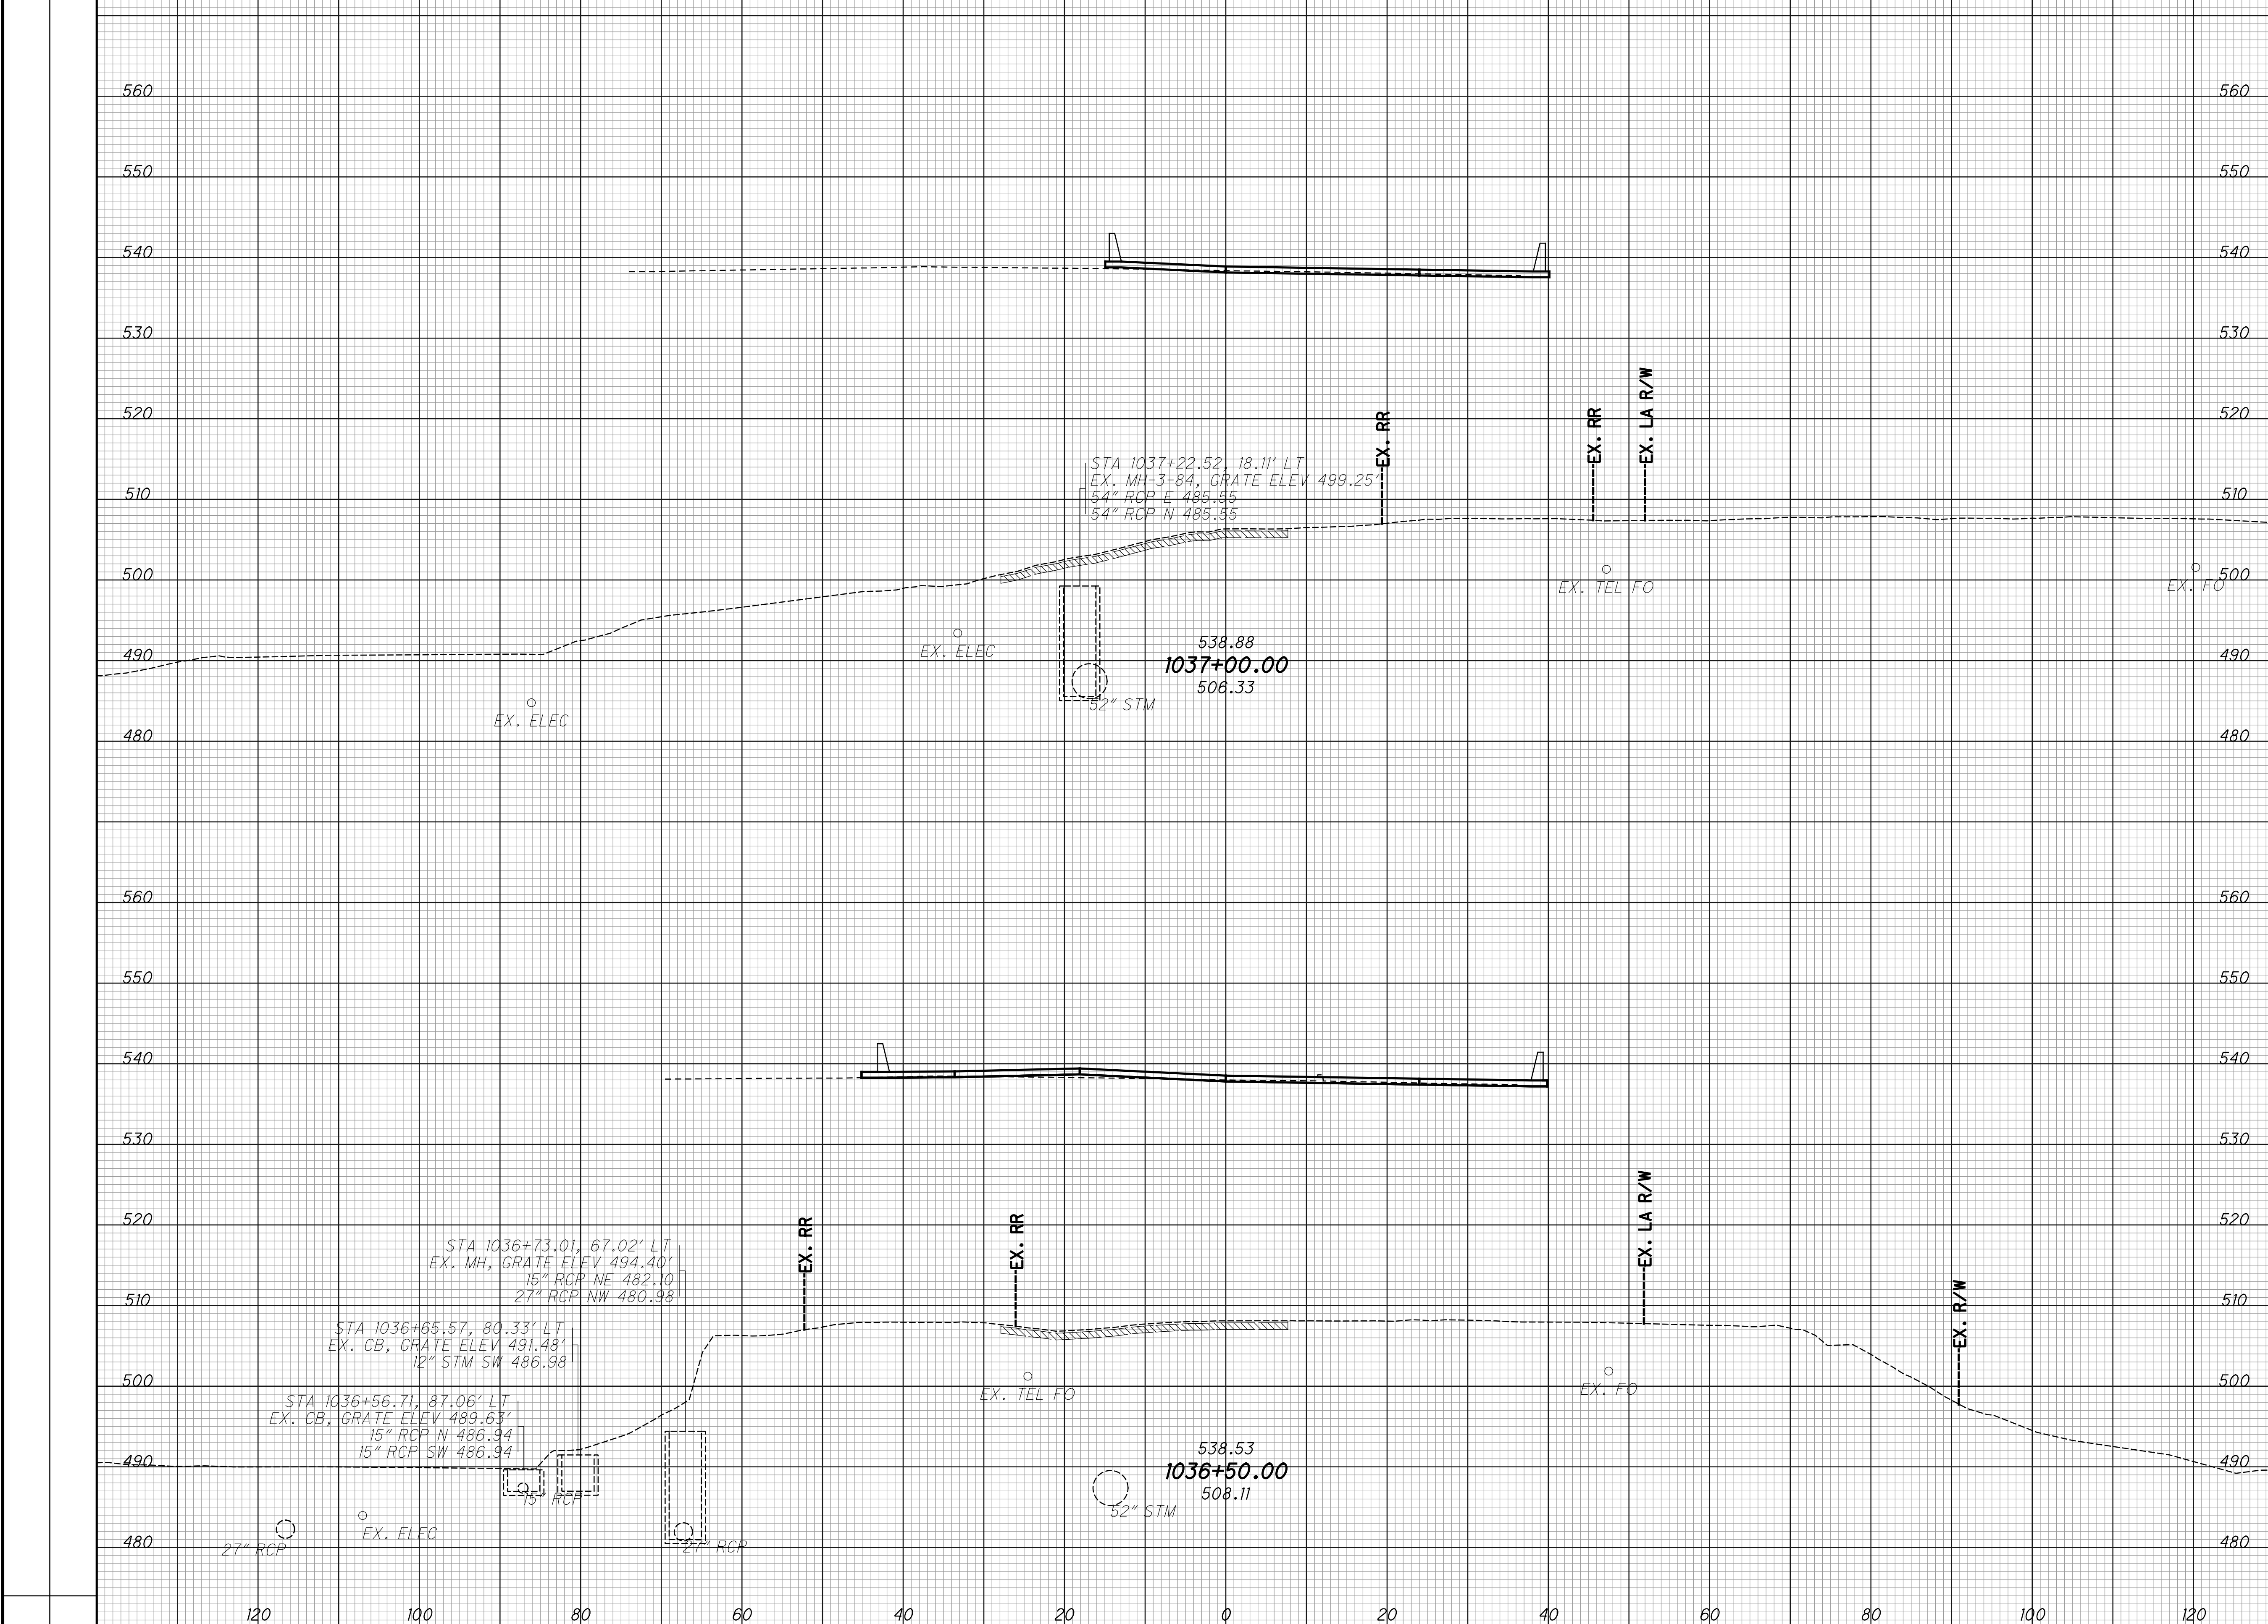 560 560
550 550
540 540
530 530
EX. RR
EX. RR
EX. LA R/W
520 520
STA 1037+22.52, 18.11' LT
EX. MH-3-84, GRATE ELEV 499.25'
54" RCP E 485.55
54" RCP N 485.55
510 510
500 500
EX. TEL FO
EX. FO
EX. ELEC
490 490
538.88
1037+00.00
506.33
52" STM
EX. ELEC
480 480
560 560
550 550
540 540
530 530
EX. RR
EX. RR
EX. LA R/W
EX. R/W
520 520
STA 1036+73.01, 67.02' LT
EX. MH, GRATE ELEV 494.40'
15" RCP NE 482.10
27" RCP NW 480.98
510 510
STA 1036+65.57, 80.33' LT
EX. CB, GRATE ELEV 491.48'
12" STM SW 486.98
500 500
EX. TEL FO
EX. FO
STA 1036+56.71, 87.06' LT
EX. CB, GRATE ELEV 489.63'
15" RCP N 486.94
15" RCP SW 486.94
490 490
538.53
1036+50.00
508.11
15" RCP
52" STM
EX. ELEC
27" RCP
27" RCP
480 480
120 100 80 60 40 20 0 20 40 60 80 100 120